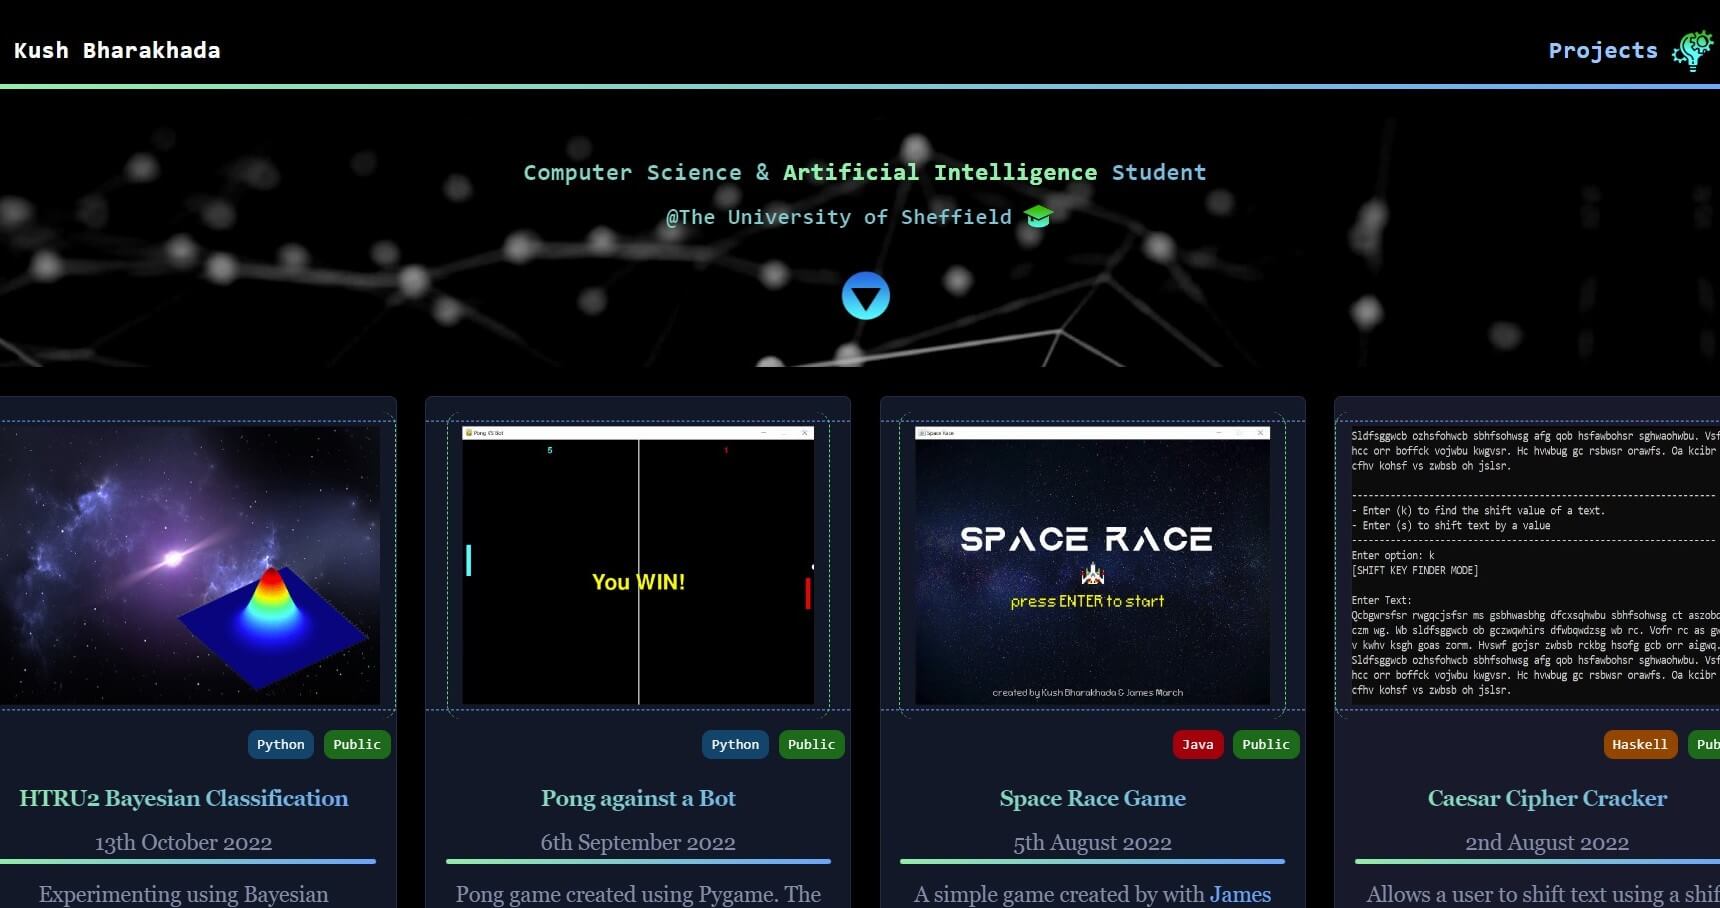 Kush Bharakhada
Projects
Computer Science & Artificial Intelligence Student
@The University of Sheffield
Pong VS Bot
5 1
You WIN!
Python Public
HTRU2 Bayesian Classification
13th October 2022
Experimenting using Bayesian
Python Public
Pong against a Bot
6th September 2022
Pong game created using Pygame. The
Space Race
SPACE RACE
press ENTER to start
created by Kush Bharakhada & James March
Java Public
Space Race Game
5th August 2022
A simple game created by with James
Sldfsggwcb ozhsfohwcb sbhfsohwsg afg qob hsfawbohsr sghwaohwbu. Vsf
hcc orr boffck vojwbu kwgvsr. Hc hvwbug gc rsbwsr orawfs. Oa kcibr
cfhv kohsf vs zwbsb oh jslsr.
- Enter (k) to find the shift value of a text.
- Enter (s) to shift text by a value
Enter option: k
[SHIFT KEY FINDER MODE]
Enter Text:
Qcbgwrsfsr rwgqcjsfsr ms gsbhwasbhg dfcxsqhwbu sbhfsohwsg ct aszobc
czm wg. Wb sldfsggwcb ob gczwqwhirs dfwbqwdzsg wb rc. Vofr rc as gw
v kwhv ksgh goas zorm. Hvswf gojsr zwbsb rckbg hsofg gcb orr aigwq.
Sldfsggwcb ozhsfohwcb sbhfsohwsg afg qob hsfawbohsr sghwaohwbu. Vsf
hcc orr boffck vojwbu kwgvsr. Hc hvwbug gc rsbwsr orawfs. Oa kcibr
cfhv kohsf vs zwbsb oh jslsr.
Haskell Pub
Caesar Cipher Cracker
2nd August 2022
Allows a user to shift text using a shif